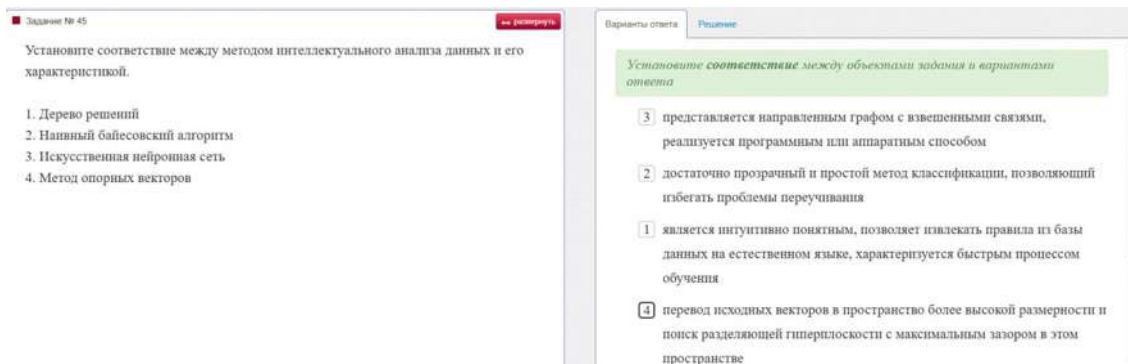 Задание № 45
развернуть
Установите соответствие между методом интеллектуального анализа данных и его
характеристикой.
1. Дерево решений
2. Наивный байесовский алгоритм
3. Искусственная нейронная сеть
4. Метод опорных векторов
Варианты ответа
Решение
Установите соответствие между объектами задания и вариантами
ответа
3 представляется направленным графом с взвешенными связями,
реализуется программным или аппаратным способом
2 достаточно прозрачный и простой метод классификации, позволяющий
избегать проблемы переучивания
1 является интуитивно понятным, позволяет извлекать правила из базы
данных на естественном языке, характеризуется быстрым процессом
обучения
4 перевод исходных векторов в пространство более высокой размерности и
поиск разделяющей гиперплоскости с максимальным зазором в этом
пространстве